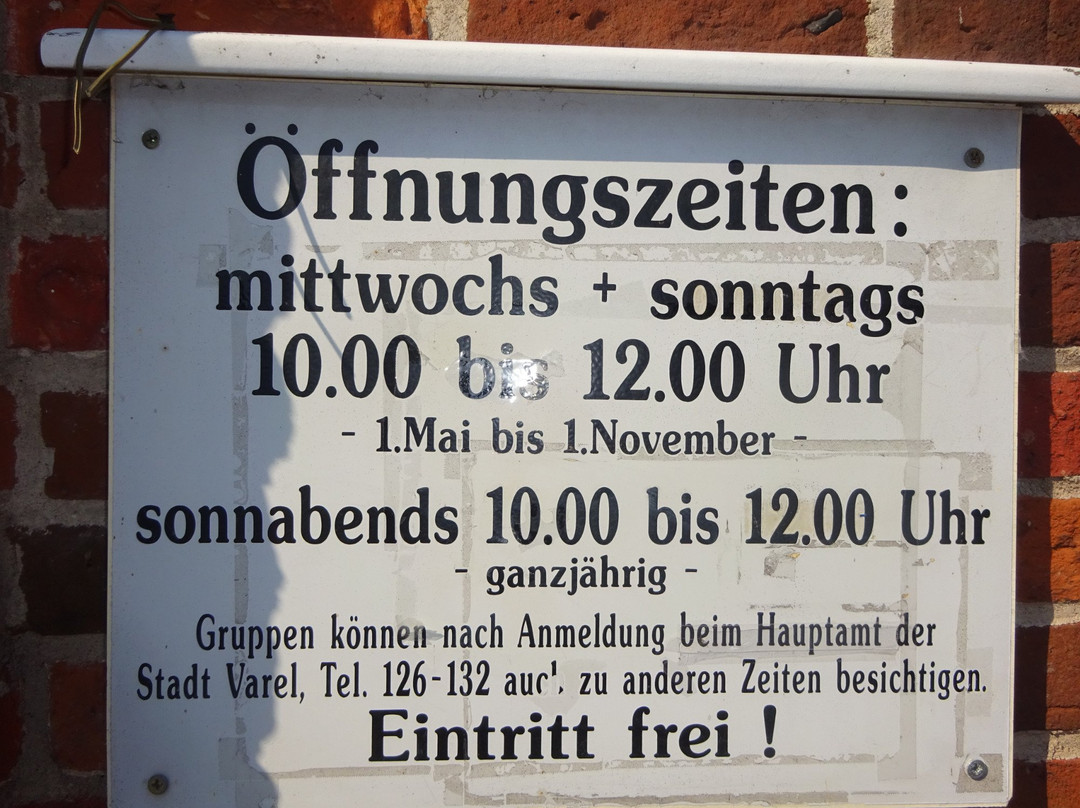 Öffnungszeiten:
mittwochs + sonntags
10.00 bis 12.00 Uhr
- 1.Mai bis 1.November -
sonnabends 10.00 bis 12.00 Uhr
- ganzjährig -
Gruppen können nach Anmeldung beim Hauptamt der
Stadt Varel, Tel. 126-132 auch zu anderen Zeiten besichtigen.
Eintritt frei !